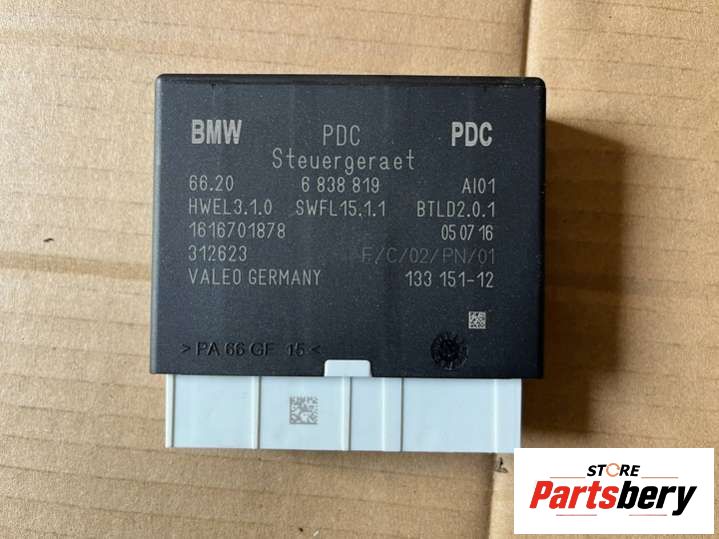 BMW PDC PDC
Steuergeraet
66.20 6 838 819 AI01
HWEL3.1.0 SWFL15.1.1 BTLD2.0.1
1616701878 05 07 16
312623 F/C/02/PN/01
VALEO GERMANY 133 151-12
> PA 66 GF 15 <
STORE
Partsbery